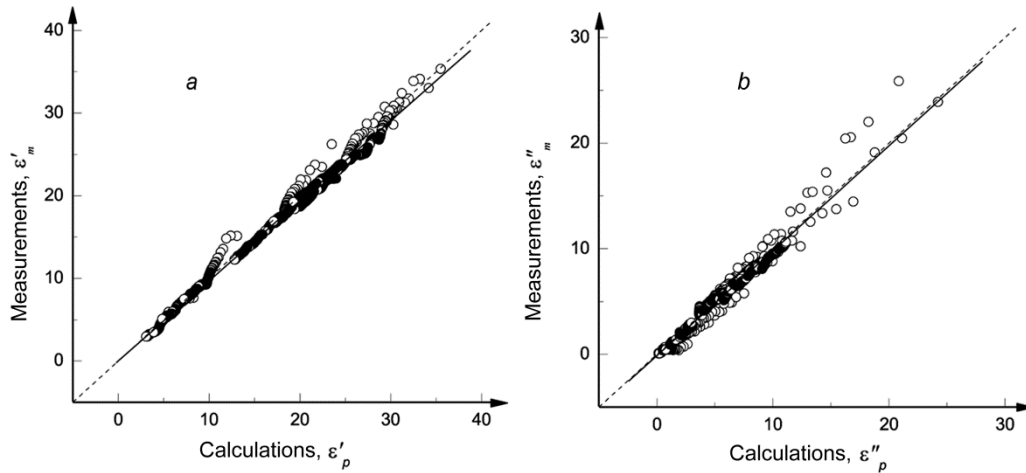 40
30
20
10
0
Measurements, ε′m
a
0 10 20 30 40
Calculations, ε′p
30
20
10
0
Measurements, ε″m
b
0 10 20 30
Calculations, ε″p